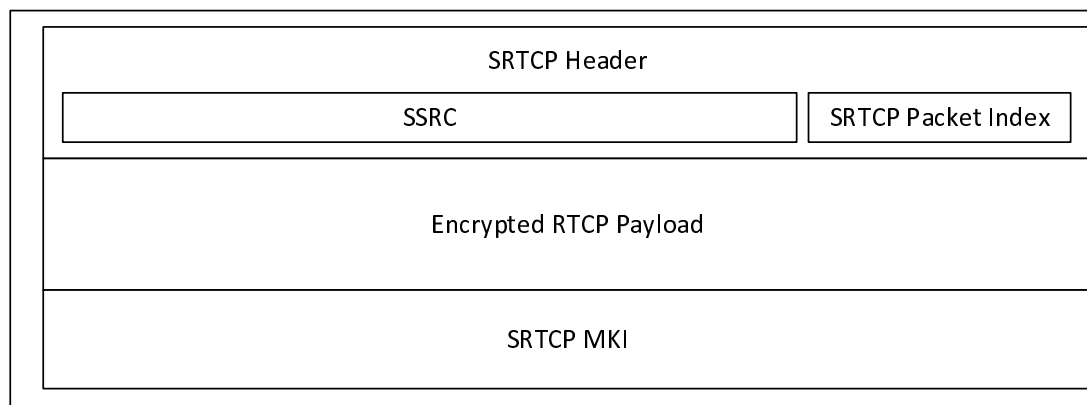 SRTCP Header
SSRC
SRTCP Packet Index
Encrypted RTCP Payload
SRTCP MKI